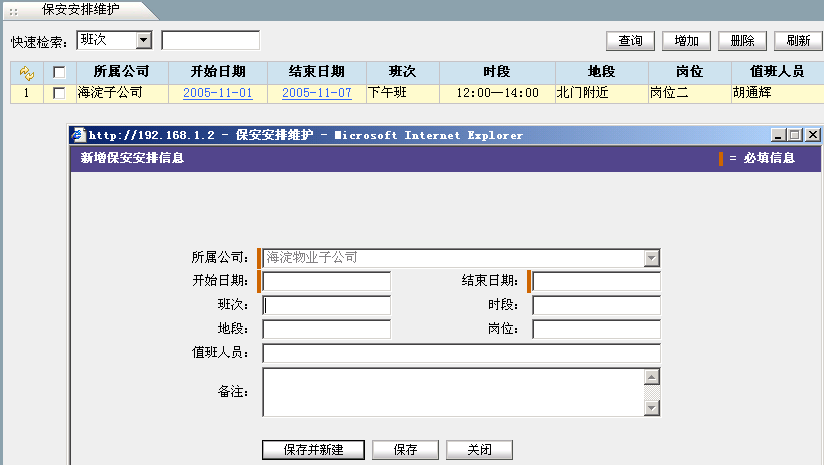 保安安排维护
快速检索： 班次 查询 增加 删除 刷新
所属公司 开始日期 结束日期 班次 时段 地段 岗位 值班人员
1 海淀子公司 2005-11-01 2005-11-07 下午班 12:00—14:00 北门附近 岗位二 胡通辉
http://192.168.1.2 - 保安安排维护 - Microsoft Internet Explorer
新增保安安排信息 = 必填信息
所属公司： 海淀物业子公司
开始日期： 结束日期：
班次： 时段：
地段： 岗位：
值班人员：
备注：
保存并新建 保存 关闭